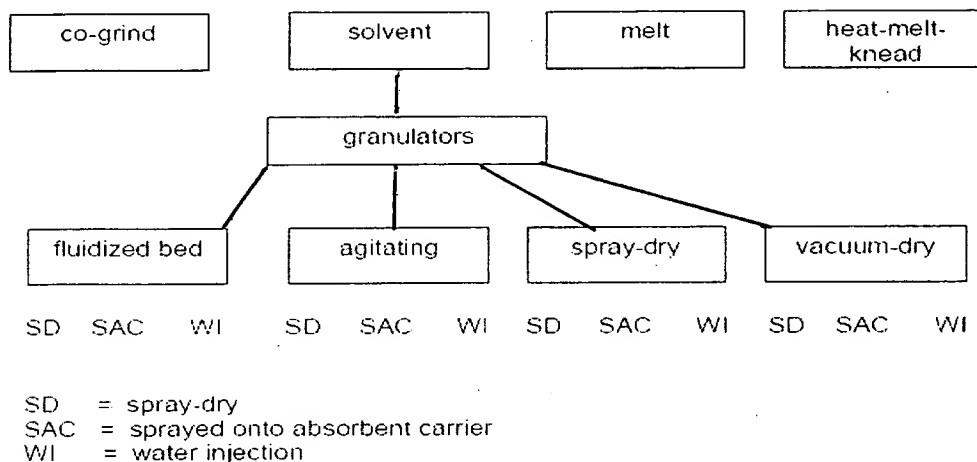 co-grind solvent melt heat-melt-
knead
granulators
fluidized bed agitating spray-dry vacuum-dry
SD SAC WI SD SAC WI SD SAC WI SD SAC WI
SD = spray-dry
SAC = sprayed onto absorbent carrier
WI = water injection